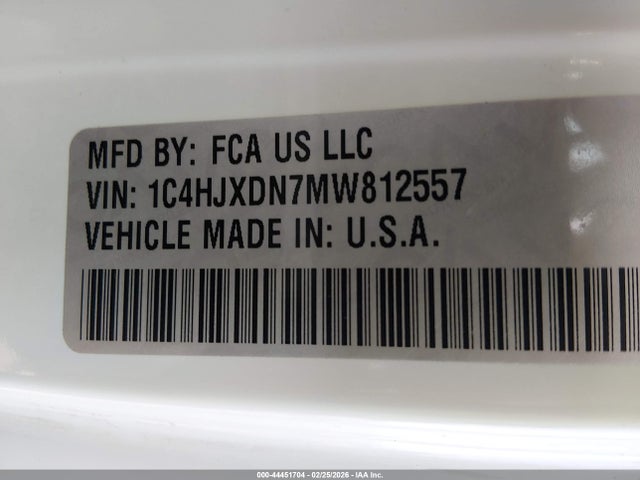 MFD BY: FCA US LLC
VIN: 1C4HJXDN7MW812557
VEHICLE MADE IN: U.S.A.
000-44451704 - 02/25/2026 - IAA Inc.